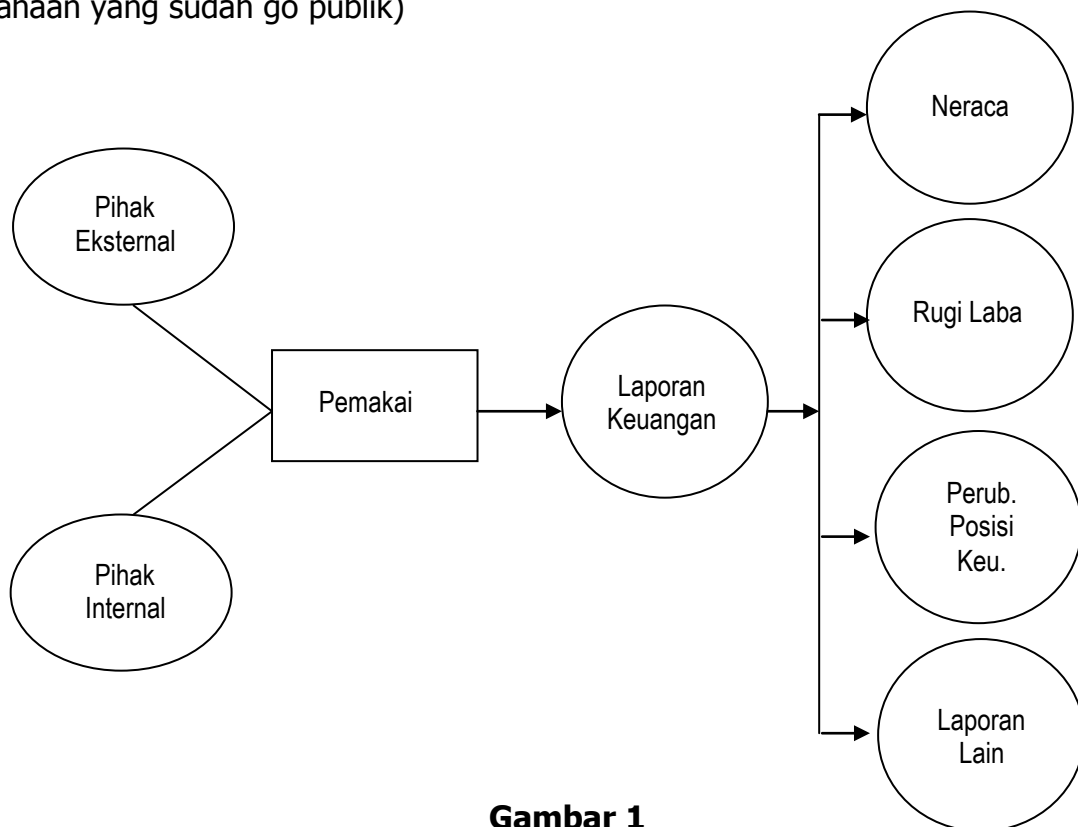 ahaan yang sudah go publik)
Neraca
Pihak
Eksternal
Rugi Laba
Pemakai
Laporan
Keuangan
Perub.
Posisi
Keu.
Pihak
Internal
Laporan
Lain
Gambar 1